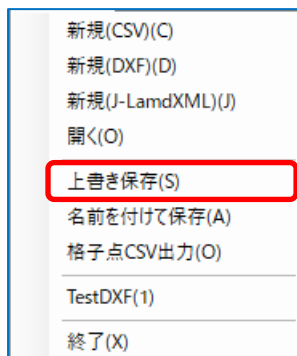 新規(CSV)(C)
新規(DXF)(D)
新規(J-LamdXML)(J)
開く(O)
上書き保存(S)
名前を付けて保存(A)
格子点CSV出力(O)
TestDXF(1)
終了(X)